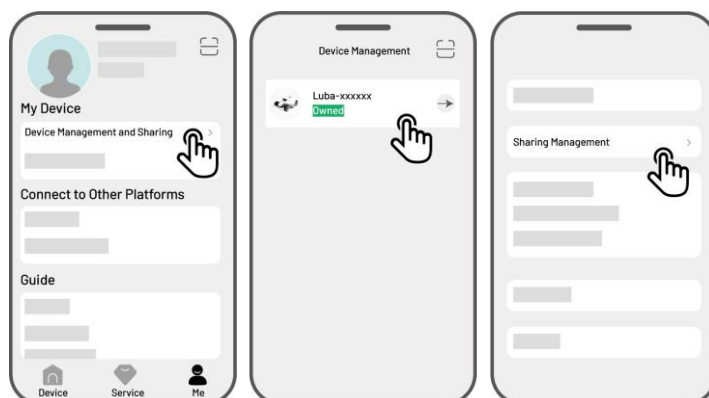 My Device
Device Management and Sharing
Connect to Other Platforms
Guide
Device
Service
Me
Device Management
Luba-xxxxxx
Owned
Sharing Management